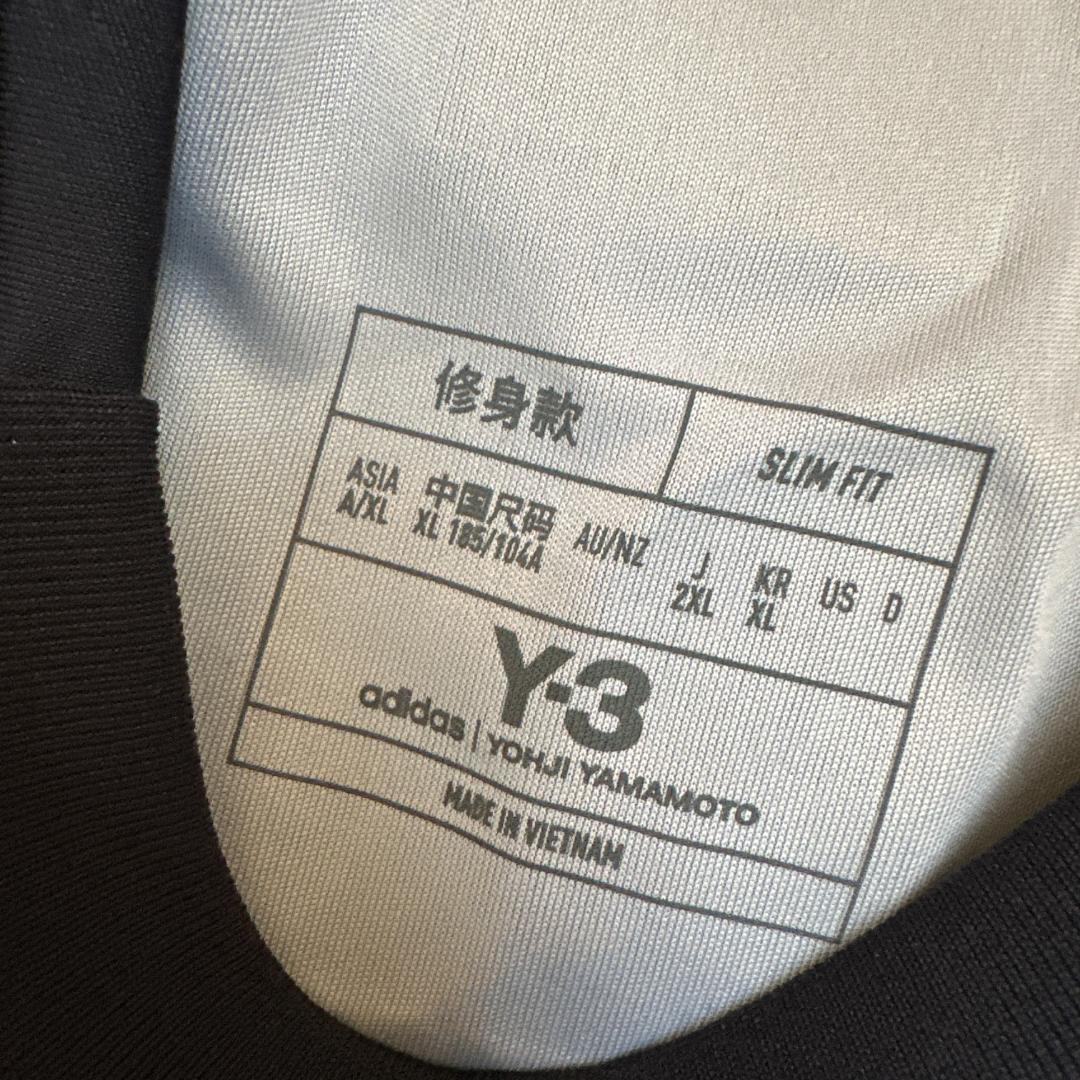 修身款 SLIM FIT
ASIA 中国尺码 AU/NZ J KR US D
A/XL XL 185/104A 2XL XL
Y-3
adidas | YOHJI YAMAMOTO
MADE IN VIETNAM